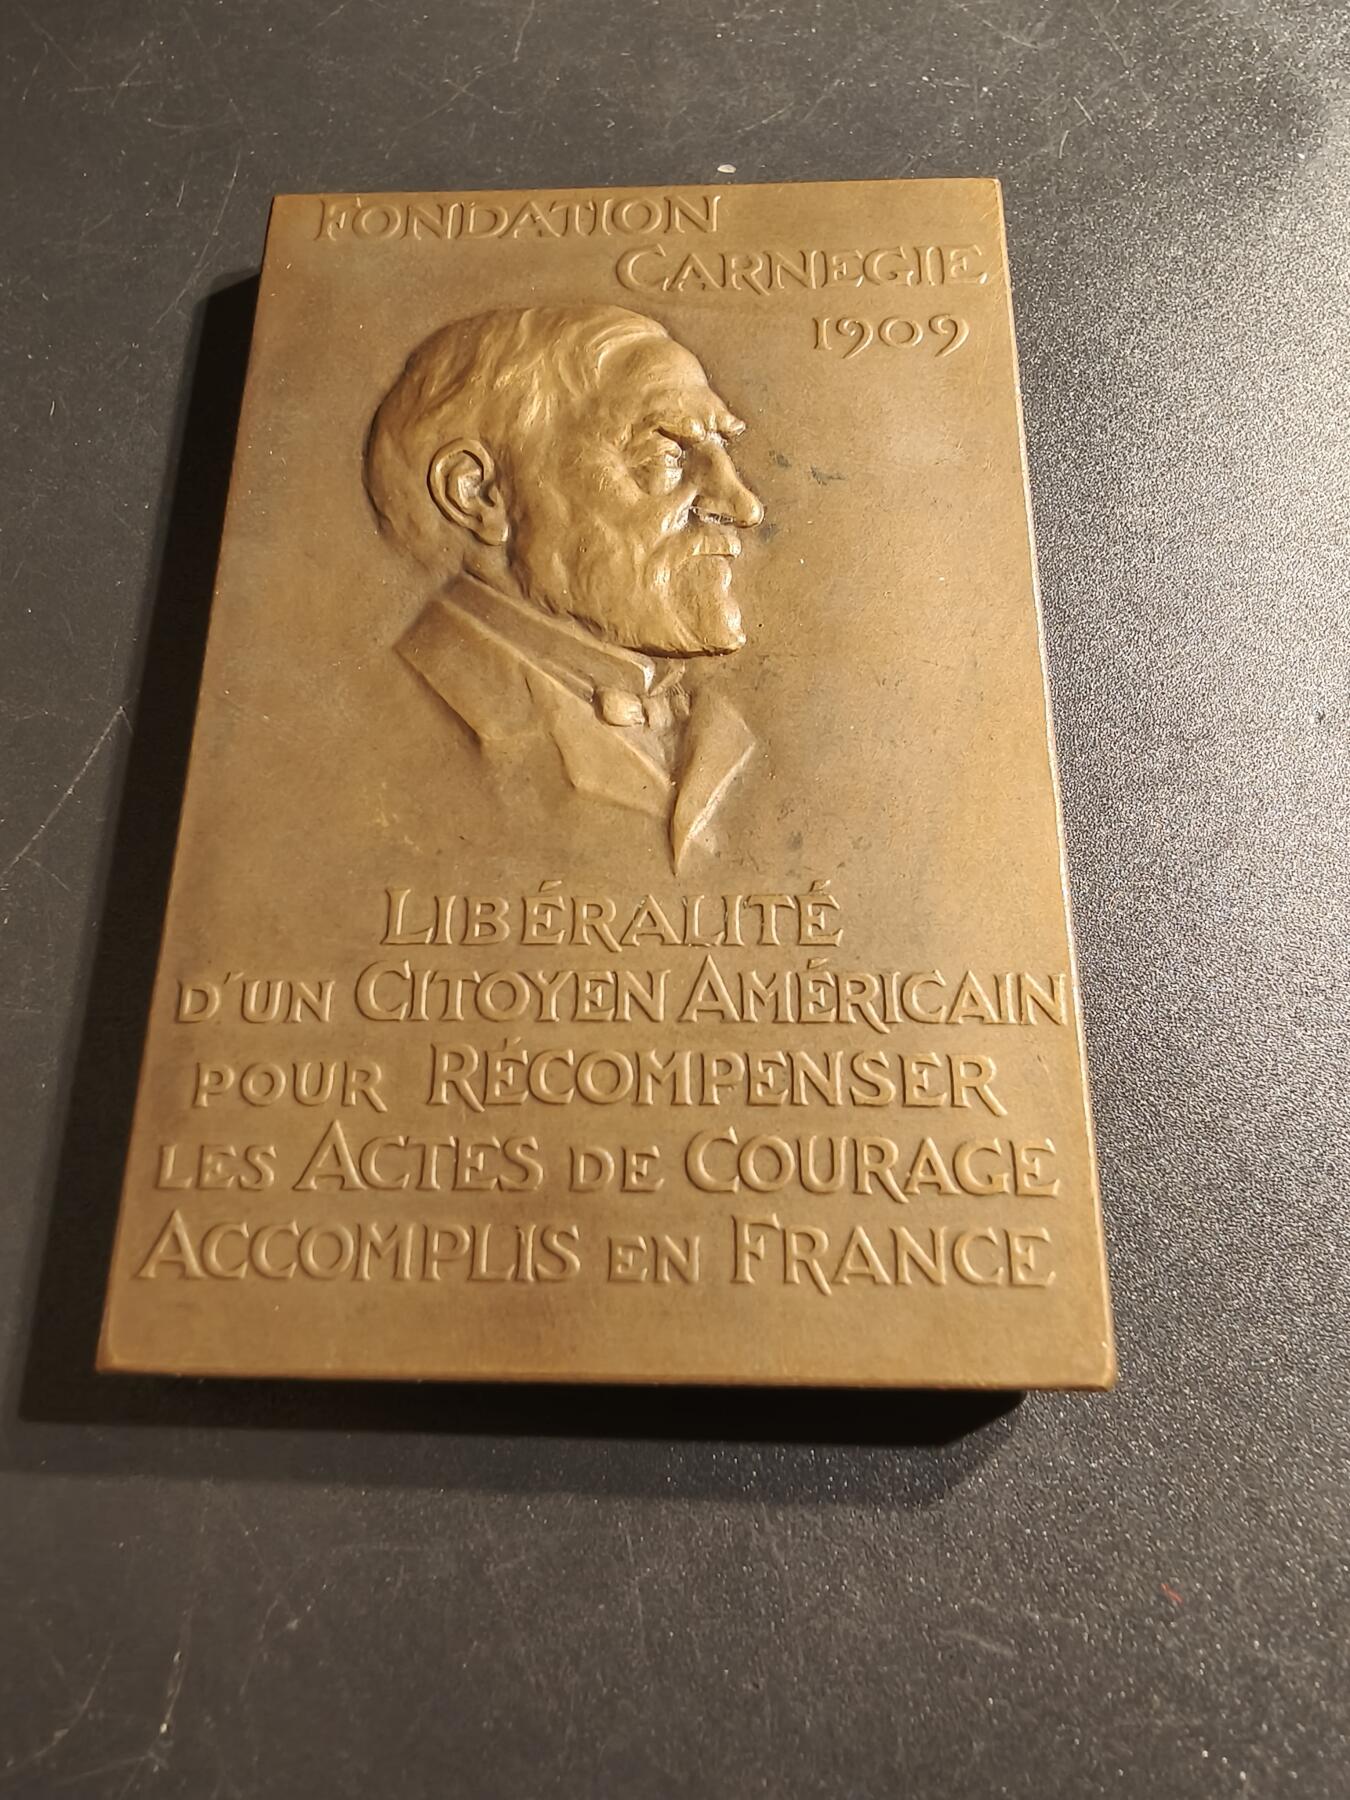 FONDATION
CARNEGIE
1909
LIBÉRALITÉ
D'UN CITOYEN AMÉRICAIN
POUR RÉCOMPENSER
LES ACTES DE COURAGE
ACCOMPLIS EN FRANCE